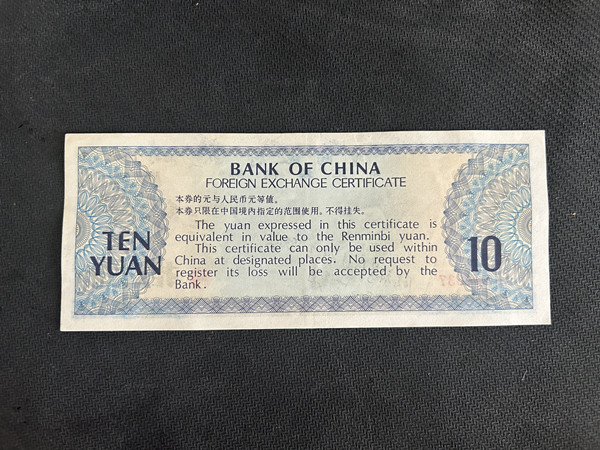 BANK OF CHINA
FOREIGN EXCHANGE CERTIFICATE
本券的元与人民币元等值。
本券只限在中国境内指定的范围使用。不得挂失。
The yuan expressed in this certificate is
equivalent in value to the Renminbi yuan.
This certificate can only be used within
China at designated places. No request to
register its loss will be accepted by the
Bank.
TEN
YUAN
10